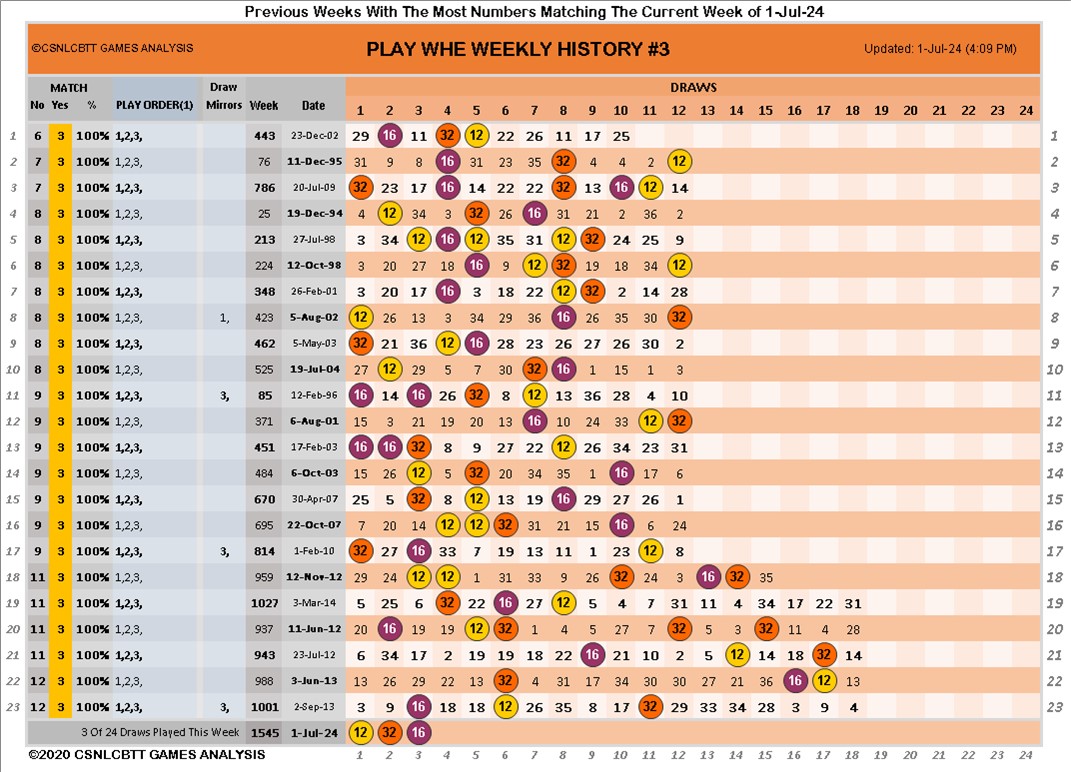 Previous Weeks With The Most Numbers Matching The Current Week of 1-Jul-24
©CSNLCBTT GAMES ANALYSIS PLAY WHE WEEKLY HISTORY #3 Updated: 1-Jul-24 (4:09 PM)
MATCH Draw DRAWS
No Yes % PLAY ORDER(1) Mirrors Week Date 1 2 3 4 5 6 7 8 9 10 11 12 13 14 15 16 17 18 19 20 21 22 23 24
1 6 3 100% 1,2,3, 443 23-Dec-02 29 16 11 32 12 22 26 11 17 25 1
2 7 3 100% 1,2,3, 76 11-Dec-95 31 9 8 16 31 23 35 32 4 4 2 12 2
3 7 3 100% 1,2,3, 786 20-Jul-09 32 23 17 16 14 22 22 32 13 16 12 14 3
4 8 3 100% 1,2,3, 25 19-Dec-94 4 12 34 3 32 26 16 31 21 2 36 2 4
5 8 3 100% 1,2,3, 213 27-Jul-98 3 34 12 16 12 35 31 12 32 24 25 9 5
6 8 3 100% 1,2,3, 224 12-Oct-98 3 20 27 18 16 9 12 32 19 18 34 12 6
7 8 3 100% 1,2,3, 348 26-Feb-01 3 20 17 16 3 18 22 12 32 2 14 28 7
8 8 3 100% 1,2,3, 1, 423 5-Aug-02 12 26 13 3 34 29 36 16 26 35 30 32 8
9 8 3 100% 1,2,3, 462 5-May-03 32 21 36 12 16 28 23 26 27 26 30 2 9
10 8 3 100% 1,2,3, 525 19-Jul-04 27 12 29 5 7 30 32 16 1 15 1 3 10
11 9 3 100% 1,2,3, 3, 85 12-Feb-96 16 14 16 26 32 8 12 13 36 28 4 10 11
12 9 3 100% 1,2,3, 371 6-Aug-01 15 3 21 19 20 13 16 10 24 33 12 32 12
13 9 3 100% 1,2,3, 451 17-Feb-03 16 16 32 8 9 27 22 12 26 34 23 31 13
14 9 3 100% 1,2,3, 484 6-Oct-03 15 26 12 5 32 20 34 35 1 16 17 6 14
15 9 3 100% 1,2,3, 670 30-Apr-07 25 5 32 8 12 13 19 16 29 27 26 1 15
16 9 3 100% 1,2,3, 695 22-Oct-07 7 20 14 12 12 32 31 21 15 16 6 24 16
17 9 3 100% 1,2,3, 3, 814 1-Feb-10 32 27 16 33 7 19 13 11 1 23 12 8 17
18 11 3 100% 1,2,3, 959 12-Nov-12 29 24 12 12 1 31 33 9 26 32 24 3 16 32 35 18
19 11 3 100% 1,2,3, 1027 3-Mar-14 5 25 6 32 22 16 27 12 5 4 7 31 11 4 34 17 22 31 19
20 11 3 100% 1,2,3, 937 11-Jun-12 20 16 19 19 12 32 1 4 5 27 7 32 5 3 32 11 4 28 20
21 11 3 100% 1,2,3, 943 23-Jul-12 6 34 17 2 19 19 18 22 16 21 10 2 5 12 14 18 32 14 21
22 12 3 100% 1,2,3, 988 3-Jun-13 13 26 29 22 13 32 4 31 17 34 30 30 27 21 36 16 12 13 22
23 12 3 100% 1,2,3, 3, 1001 2-Sep-13 3 9 16 18 18 12 26 35 8 17 32 29 33 34 28 3 9 4 23
3 Of 24 Draws Played This Week 1545 1-Jul-24 12 32 16
©2020 CSNLCBTT GAMES ANALYSIS 1 2 3 4 5 6 7 8 9 10 11 12 13 14 15 16 17 18 19 20 21 22 23 24